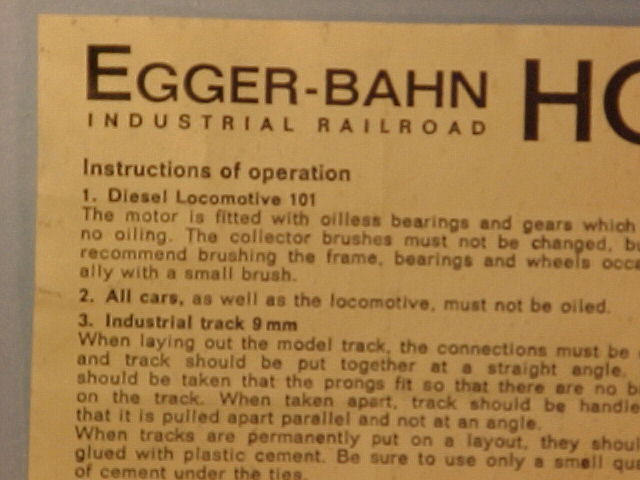 EGGER-BAHN HO
INDUSTRIAL RAILROAD
Instructions of operation
1. Diesel Locomotive 101
The motor is fitted with oilless bearings and gears which
no oiling. The collector brushes must not be changed, bu
recommend brushing the frame, bearings and wheels occa
ally with a small brush.
2. All cars, as well as the locomotive, must not be oiled.
3. Industrial track 9 mm
When laying out the model track, the connections must be
and track should be put together at a straight angle.
should be taken that the prongs fit so that there are no b
on the track. When taken apart, track should be handle
that it is pulled apart parallel and not at an angle.
When tracks are permanently put on a layout, they shoul
glued with plastic cement. Be sure to use only a small qua
of cement under the ties.